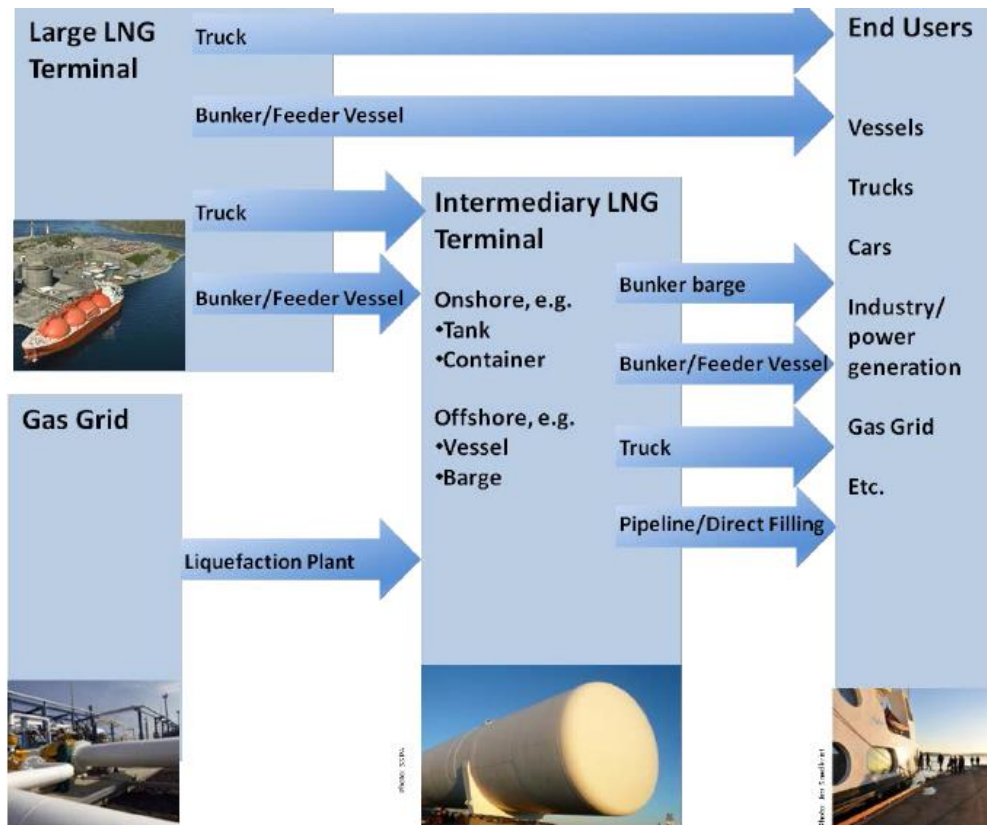 Large LNG
Terminal
Truck
Bunker/Feeder Vessel
Truck
Bunker/Feeder Vessel
Gas Grid
Liquefaction Plant
Intermediary LNG
Terminal
Onshore, e.g.
•Tank
•Container
Offshore, e.g.
•Vessel
•Barge
Bunker barge
Bunker/Feeder Vessel
Truck
Pipeline/Direct Filling
End Users
Vessels
Trucks
Cars
Industry/
power
generation
Gas Grid
Etc.